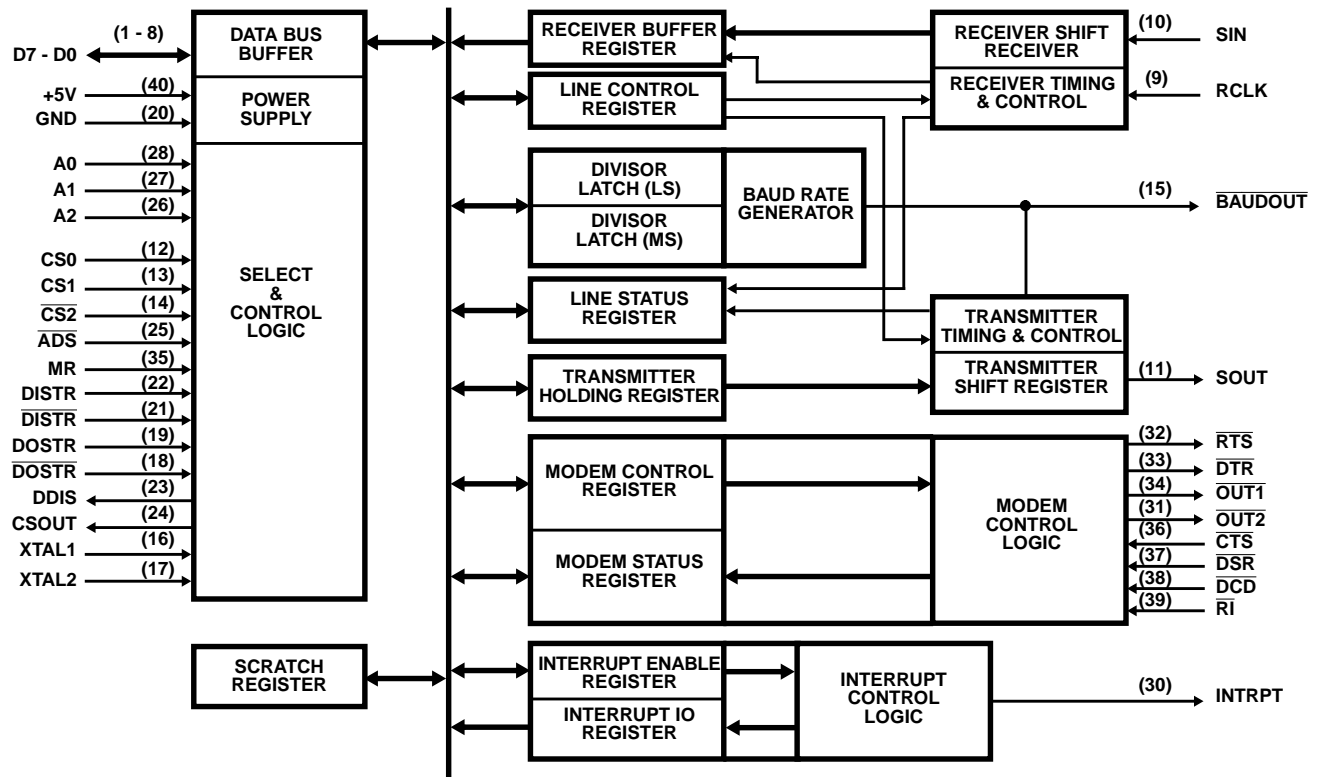 D7 - D0
(1 - 8)
+5V
(40)
GND
(20)
A0
(28)
A1
(27)
A2
(26)
CS0
(12)
CS1
(13)
CS2
(14)
ADS
(25)
MR
(35)
DISTR
(22)
DISTR
(21)
DOSTR
(19)
DOSTR
(18)
DDIS
(23)
CSOUT
(24)
XTAL1
(16)
XTAL2
(17)
DATA BUS
BUFFER
POWER
SUPPLY
SELECT
&
CONTROL
LOGIC
SCRATCH
REGISTER
RECEIVER BUFFER
REGISTER
LINE CONTROL
REGISTER
DIVISOR
LATCH (LS)
DIVISOR
LATCH (MS)
BAUD RATE
GENERATOR
LINE STATUS
REGISTER
TRANSMITTER
HOLDING REGISTER
MODEM CONTROL
REGISTER
MODEM STATUS
REGISTER
INTERRUPT ENABLE
REGISTER
INTERRUPT IO
REGISTER
RECEIVER SHIFT
RECEIVER
RECEIVER TIMING
& CONTROL
TRANSMITTER
TIMING & CONTROL
TRANSMITTER
SHIFT REGISTER
MODEM
CONTROL
LOGIC
INTERRUPT
CONTROL
LOGIC
(10)
SIN
(9)
RCLK
(15)
BAUDOUT
(11)
SOUT
(32)
RTS
(33)
DTR
(34)
OUT1
(31)
OUT2
(36)
CTS
(37)
DSR
(38)
DCD
(39)
RI
(30)
INTRPT